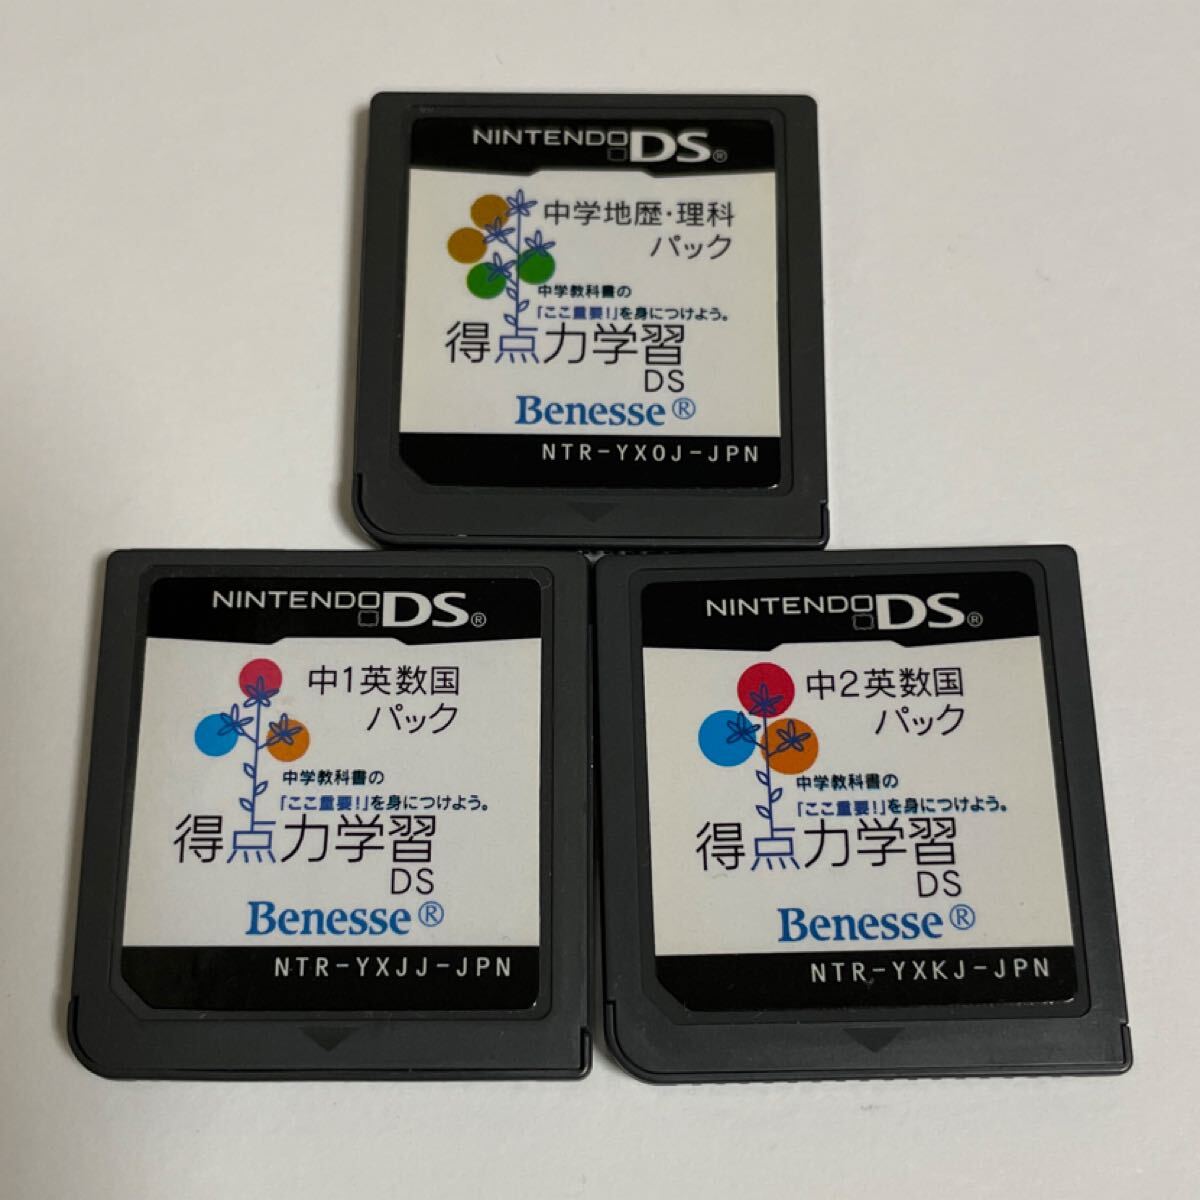 NINTENDO DS®
中学地歴・理科
パック
中学教科書の
「ここ重要!」を身につけよう。
得点力学習
DS
Benesse®
NTR-YXOJ-JPN
NINTENDO DS®
中1英数国
パック
中学教科書の
「ここ重要!」を身につけよう。
得点力学習
DS
Benesse®
NTR-YXJJ-JPN
NINTENDO DS®
中2英数国
パック
中学教科書の
「ここ重要!」を身につけよう。
得点力学習
DS
Benesse®
NTR-YXKJ-JPN